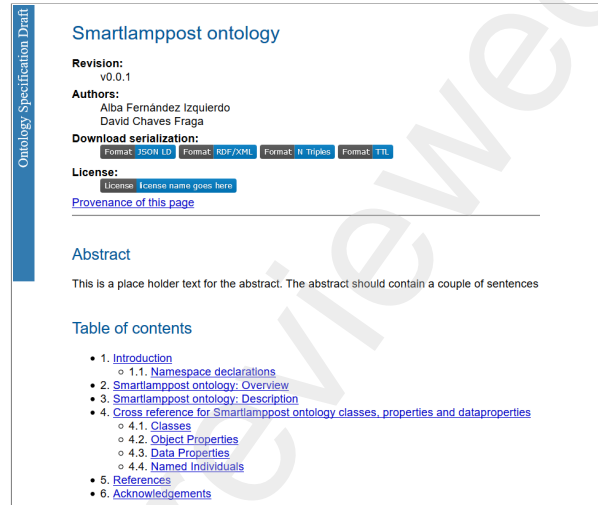 Ontology Specification Draft
Smartlamppost ontology
Revision:
v0.0.1
Authors:
Alba Fernández Izquierdo
David Chaves Fraga
Download serialization:
Format JSON LD Format RDF/XML Format N Triples Format TTL
License:
License license name goes here
Provenance of this page
Abstract
This is a place holder text for the abstract. The abstract should contain a couple of sentences
Table of contents
• 1. Introduction
◦ 1.1. Namespace declarations
• 2. Smartlamppost ontology: Overview
• 3. Smartlamppost ontology: Description
• 4. Cross reference for Smartlamppost ontology classes, properties and dataproperties
◦ 4.1. Classes
◦ 4.2. Object Properties
◦ 4.3. Data Properties
◦ 4.4. Named Individuals
• 5. References
• 6. Acknowledgements
reviewed